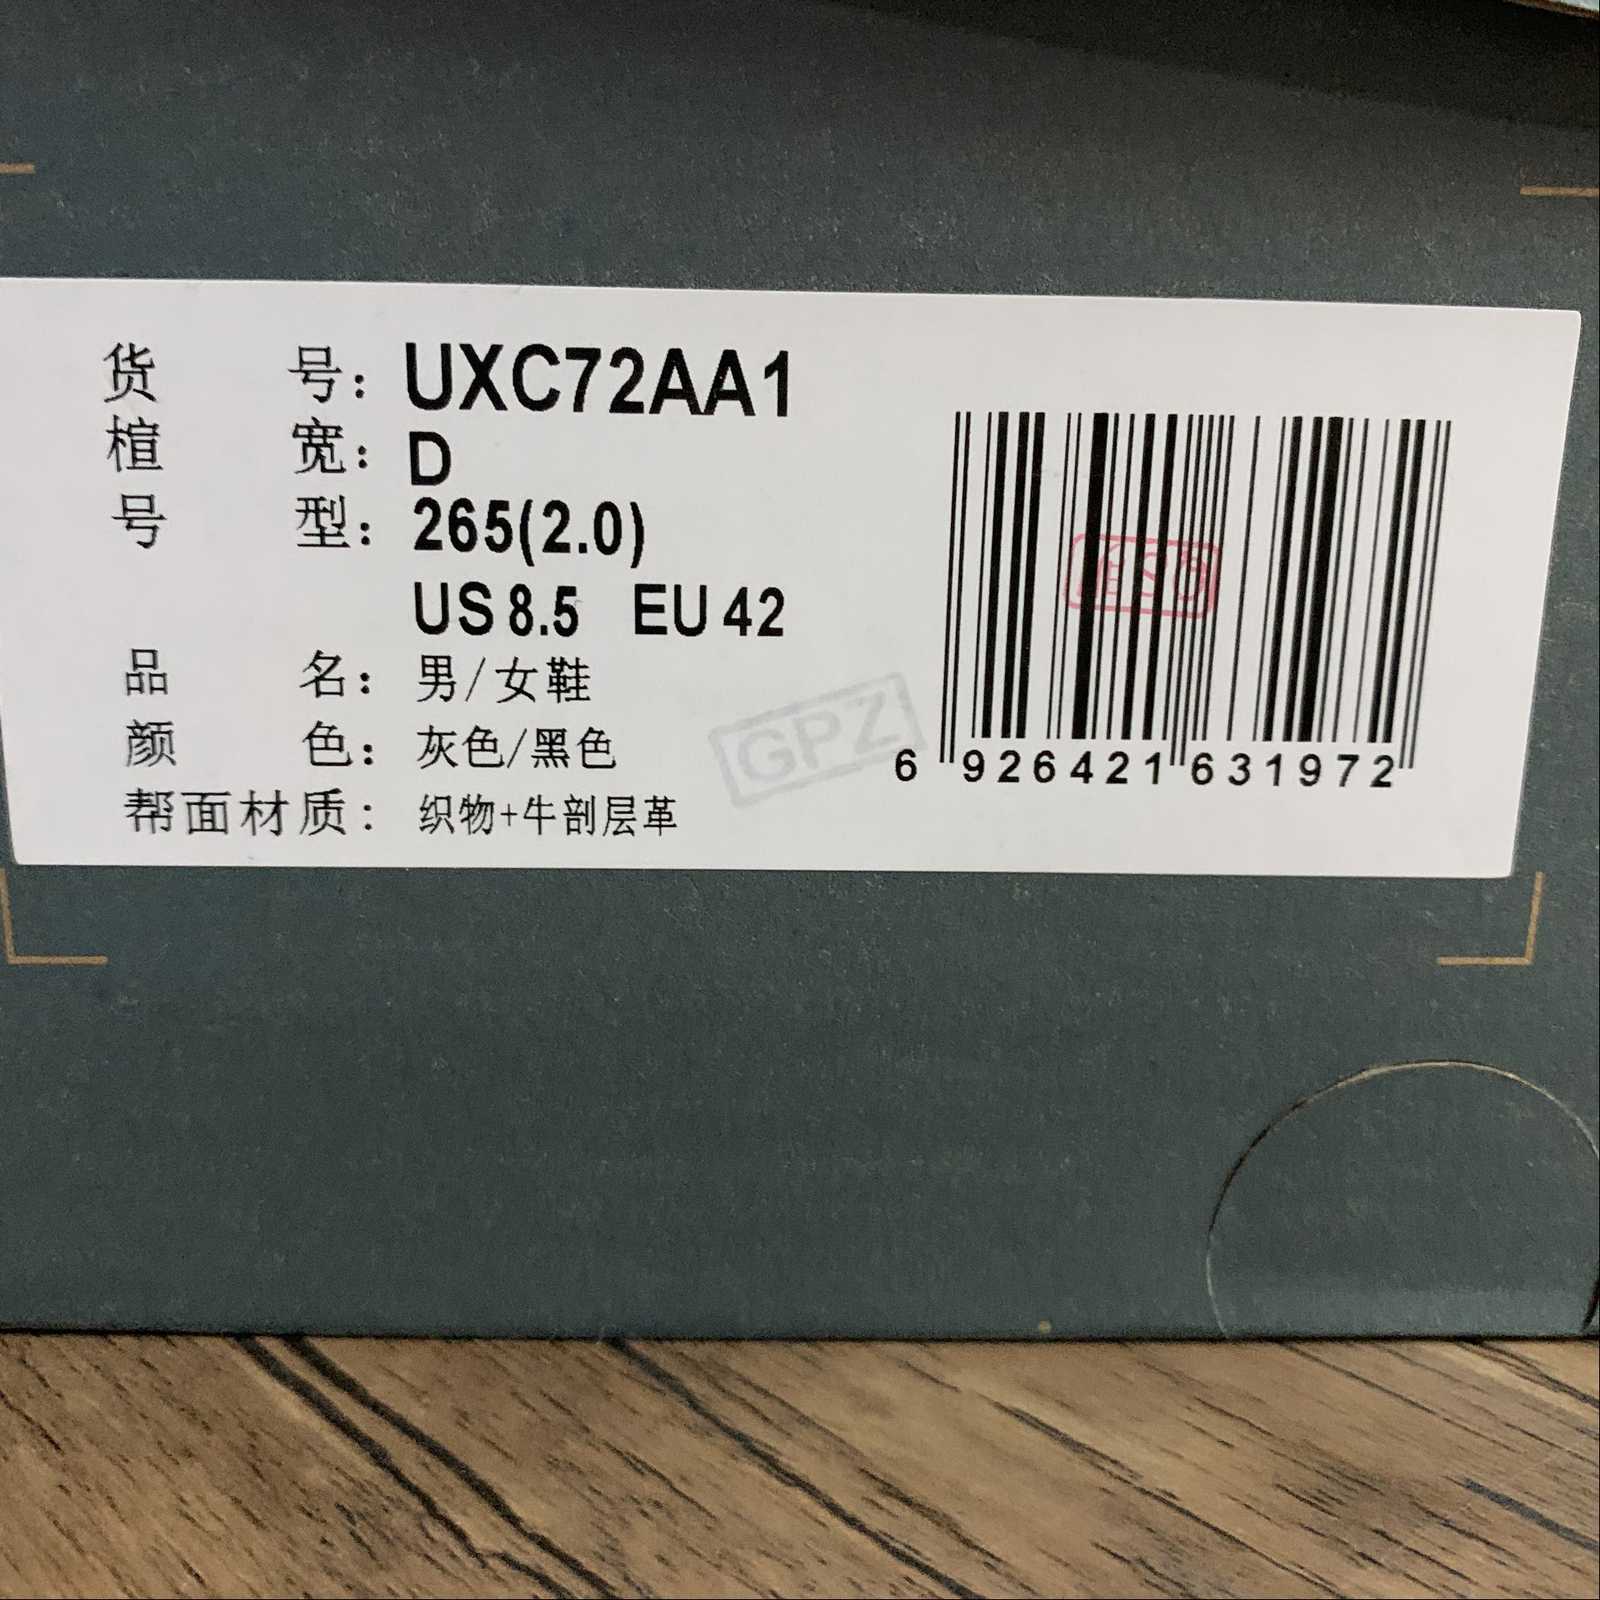 货 号: UXC72AA1
楦 宽: D
号 型: 265(2.0)
US 8.5 EU 42
品 名: 男/女鞋
颜 色: 灰色/黑色
帮面材质: 织物+牛剖层革
GPZ
6 926421 631972